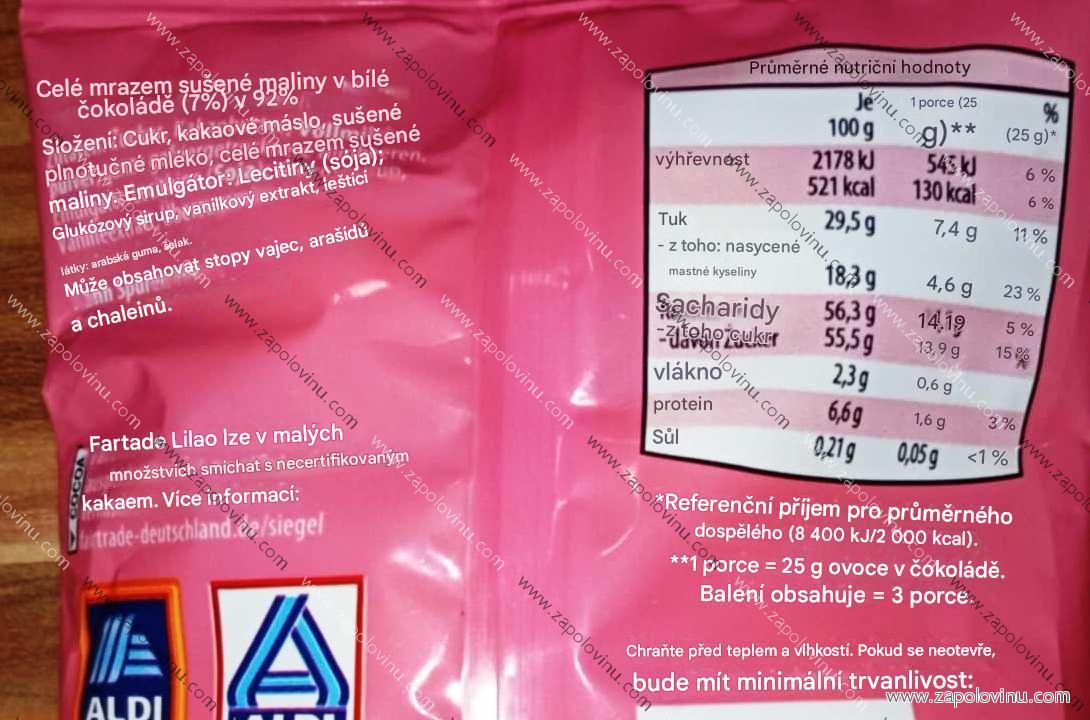 Celé mrazem sušené maliny v bílé
čokoládě (7%) v 92%
Složení: Cukr, kakaové máslo, sušené
plnotučné mléko, celé mrazem sušené
maliny. Emulgátor: Lecitiny (sója);
Glukózový sirup, vanilkový extrakt, leštící
látky: arabská guma, šelak.
Může obsahovat stopy vajec, arašídů
a chaleinů.
COCOA
Fartade Lilao lze v malých
množstvích smíchat s necertifikovaným
kakaem. Více informací:
fairtrade-deutschland.de/siegel
ALDI
ALDI
Průměrné nutriční hodnoty
Je 1 porce (25 %
100 g g)** (25 g)*
výhřevnost 2178 kJ 545 kJ 6 %
521 kcal 130 kcal 6 %
Tuk 29,5 g 7,4 g 11 %
- z toho: nasycené
mastné kyseliny 18,3 g 4,6 g 23 %
Sacharidy 56,3 g 14,1g 5 %
-z toho cukr 55,5 g 13,9 g 15 %
vlákno 2,3 g 0,6 g
protein 6,6 g 1,6 g 3 %
Sůl 0,21 g 0,05 g <1 %
*Referenční příjem pro průměrného
dospělého (8 400 kJ/2 000 kcal).
**1 porce = 25 g ovoce v čokoládě.
Balení obsahuje = 3 porce.
Chraňte před teplem a vlhkostí. Pokud se neotevře,
bude mít minimální trvanlivost:
www.zapolovinu.com